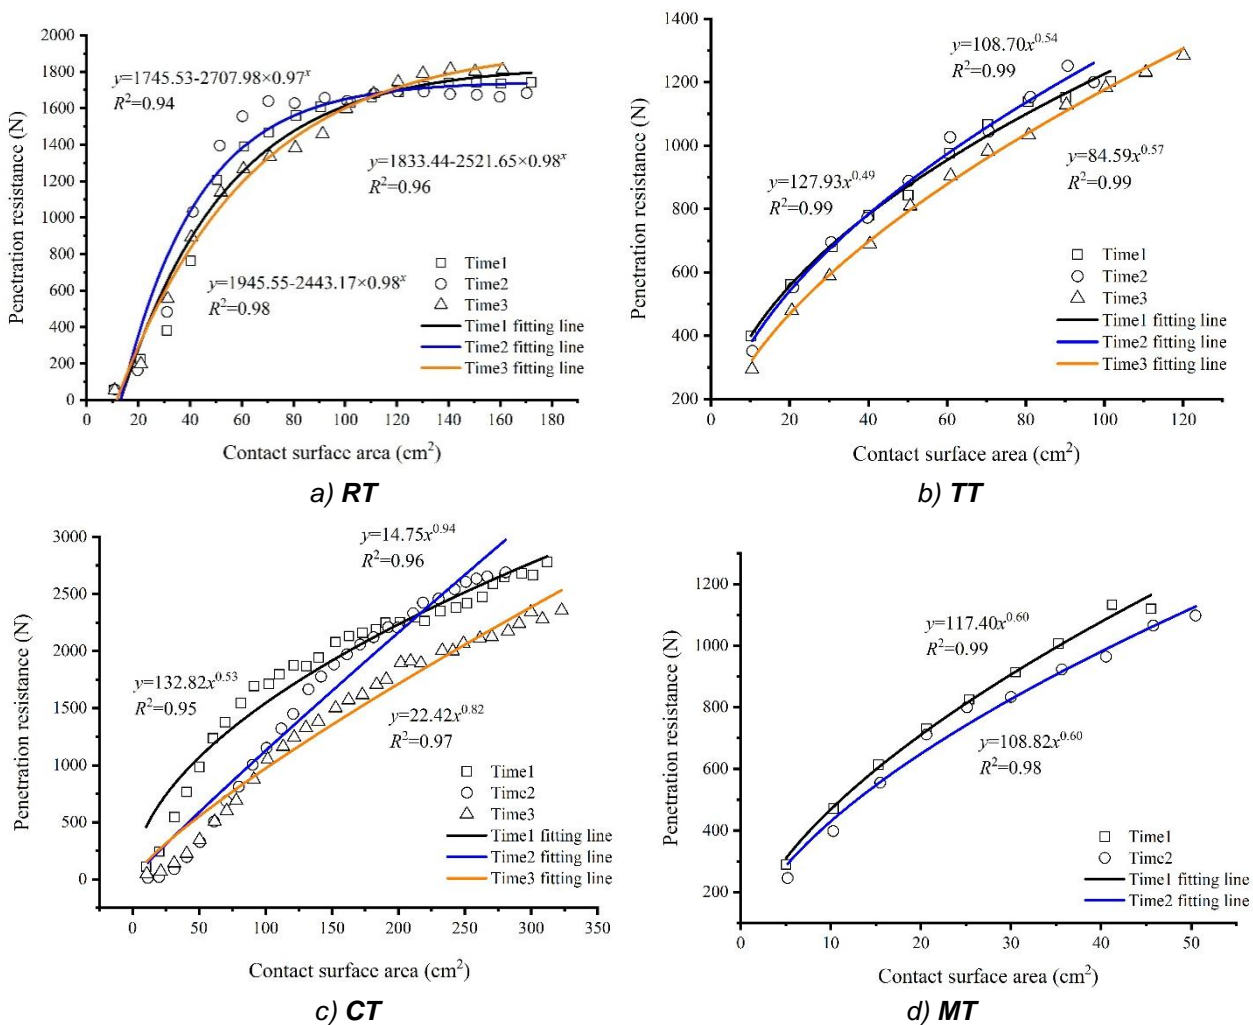 2000
1800
1600
1400
1200
1000
800
600
400
200
0
Penetration resistance (N)
y=1745.53-2707.98×0.97^x
R²=0.94
y=1833.44-2521.65×0.98^x
R²=0.96
y=1945.55-2443.17×0.98^x
R²=0.98
Time1
Time2
Time3
Time1 fitting line
Time2 fitting line
Time3 fitting line
0 20 40 60 80 100 120 140 160 180
Contact surface area (cm²)
a) RT
1400
1200
1000
800
600
400
200
Penetration resistance (N)
y=108.70x^0.54
R²=0.99
y=84.59x^0.57
R²=0.99
y=127.93x^0.49
R²=0.99
Time1
Time2
Time3
Time1 fitting line
Time2 fitting line
Time3 fitting line
0 20 40 60 80 100 120
Contact surface area (cm²)
b) TT
3000
2500
2000
1500
1000
500
0
Penetration resistance (N)
y=14.75x^0.94
R²=0.96
y=132.82x^0.53
R²=0.95
y=22.42x^0.82
R²=0.97
Time1
Time2
Time3
Time1 fitting line
Time2 fitting line
Time3 fitting line
0 50 100 150 200 250 300 350
Contact surface area (cm²)
c) CT
1200
1000
800
600
400
200
Penetration resistance (N)
y=117.40x^0.60
R²=0.99
y=108.82x^0.60
R²=0.98
Time1
Time2
Time1 fitting line
Time2 fitting line
0 10 20 30 40 50
Contact surface area (cm²)
d) MT